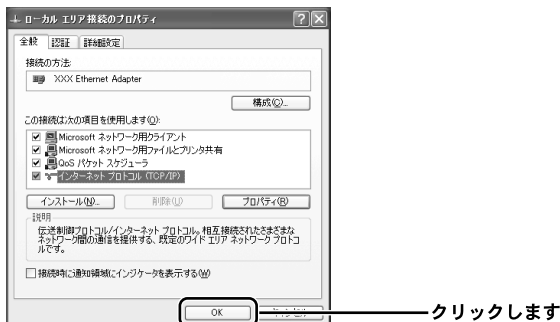 ローカル エリア接続のプロパティ
全般 認証 詳細設定
接続の方法:
XXX Ethernet Adapter
構成(C)...
この接続は次の項目を使用します(O):
Microsoft ネットワーク用クライアント
Microsoft ネットワーク用ファイルとプリンタ共有
QoS パケット スケジューラ
インターネット プロトコル (TCP/IP)
インストール(N)... 削除(U) プロパティ(R)
説明
伝送制御プロトコル/インターネット プロトコル。相互接続されたさまざまな
ネットワーク間の通信を提供する、既定のワイド エリア ネットワーク プロトコ
ルです。
接続時に通知領域にインジケータを表示する(W)
OK
クリックします